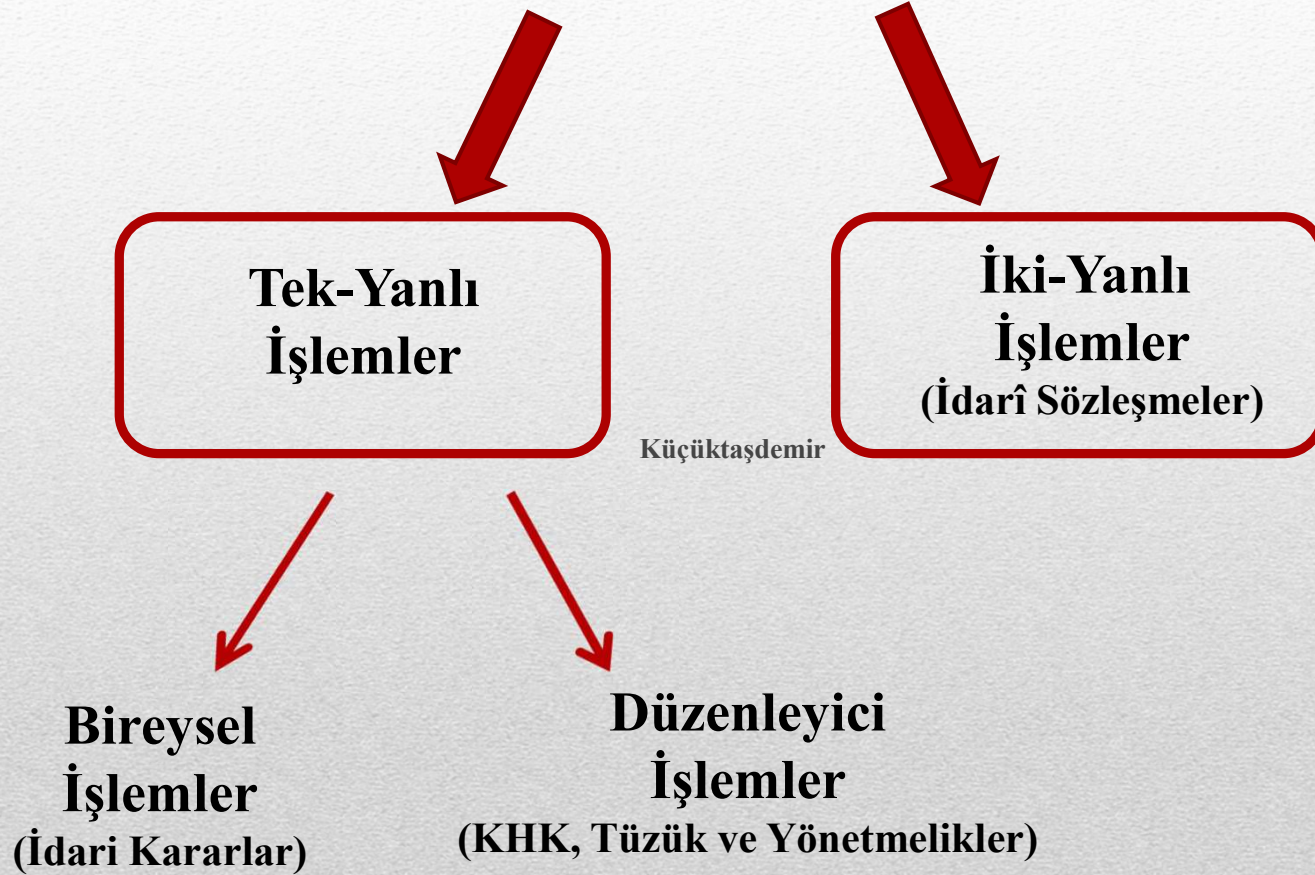 Tek-Yanlı
İşlemler
İki-Yanlı
İşlemler
(İdarî Sözleşmeler)
Küçüktaşdemir
Bireysel
İşlemler
(İdari Kararlar)
Düzenleyici
İşlemler
(KHK, Tüzük ve Yönetmelikler)